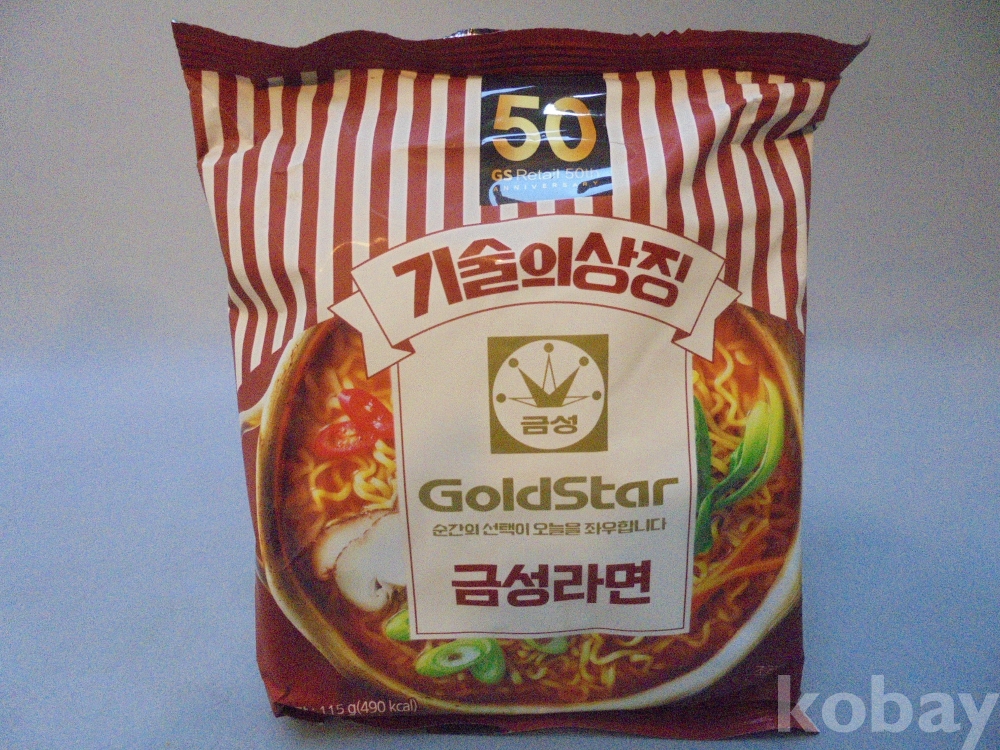 50
GS Retail 50th
ANNIVERSARY
기술의상징
금성
GoldStar
순간의 선택이 오늘을 좌우합니다
금성라면
115 g(490 kcal)
kobay